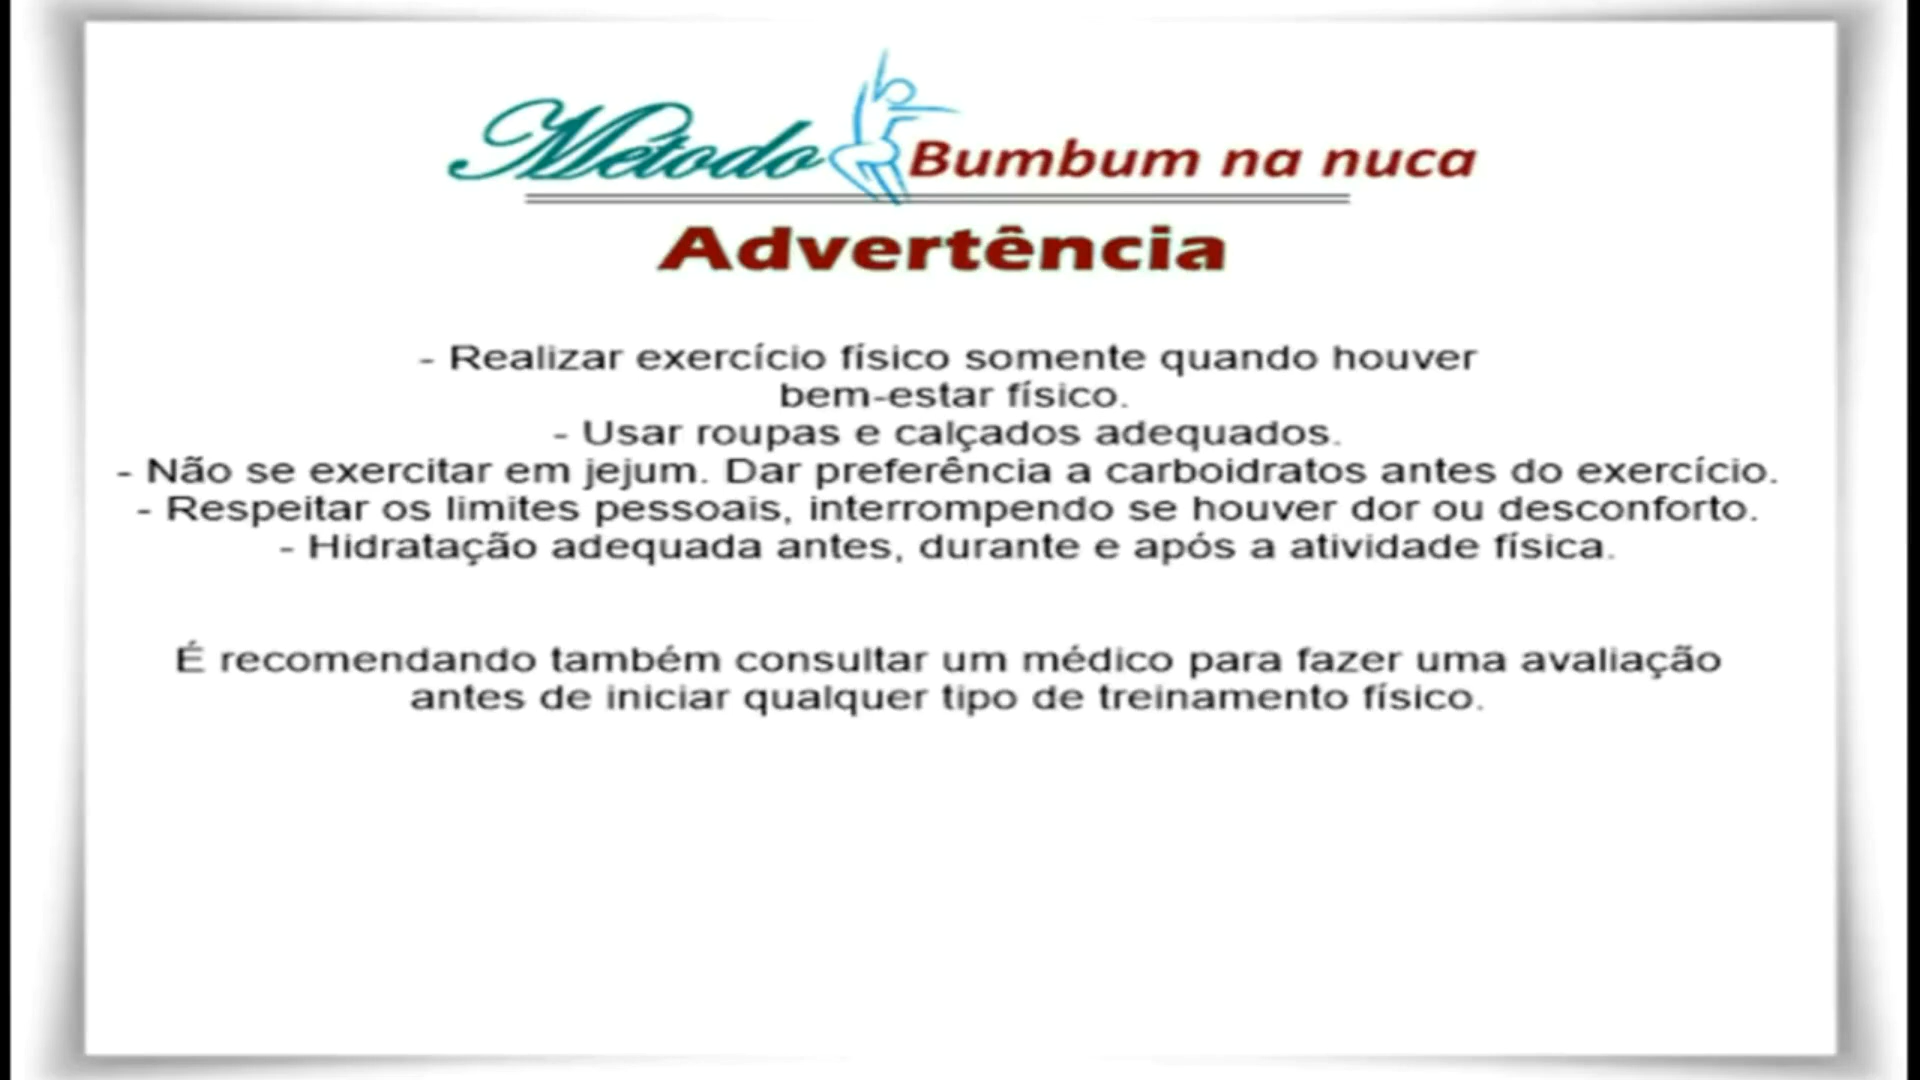 Método Bumbum na nuca
Advertência
- Realizar exercício físico somente quando houver
bem-estar físico.
- Usar roupas e calçados adequados.
- Não se exercitar em jejum. Dar preferência a carboidratos antes do exercício.
- Respeitar os limites pessoais, interrompendo se houver dor ou desconforto.
- Hidratação adequada antes, durante e após a atividade física.
É recomendando também consultar um médico para fazer uma avaliação
antes de iniciar qualquer tipo de treinamento físico.